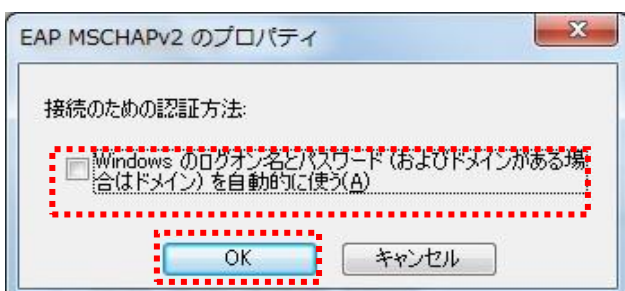 EAP MSCHAPv2 のプロパティ
接続のための認証方法:
Windows のログオン名とパスワード (およびドメインがある場
合はドメイン) を自動的に使う(A)
OK キャンセル